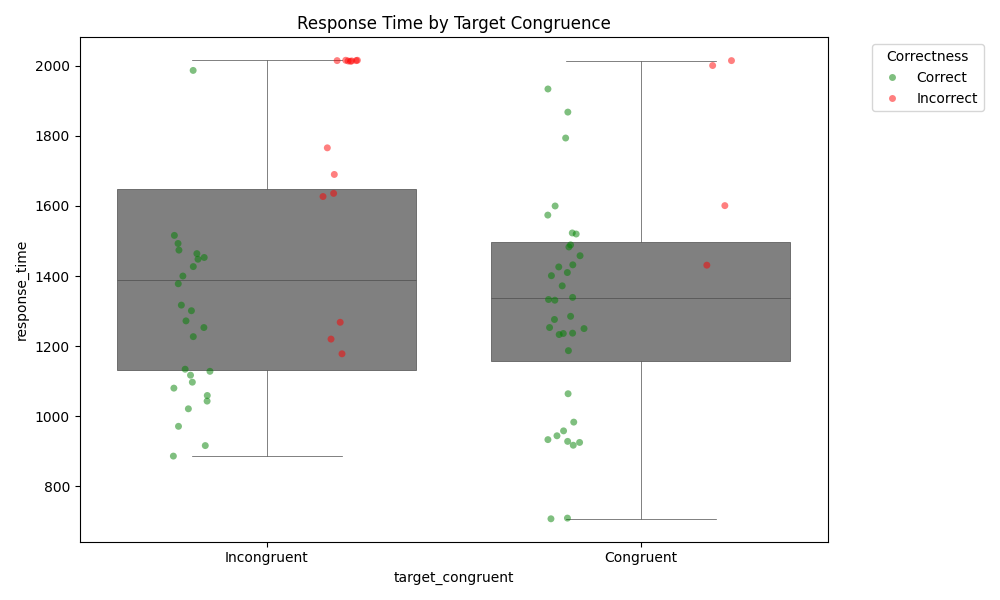 Response Time by Target Congruence
Correctness
Correct
Incorrect
response_time
2000
1800
1600
1400
1200
1000
800
Incongruent
Congruent
target_congruent